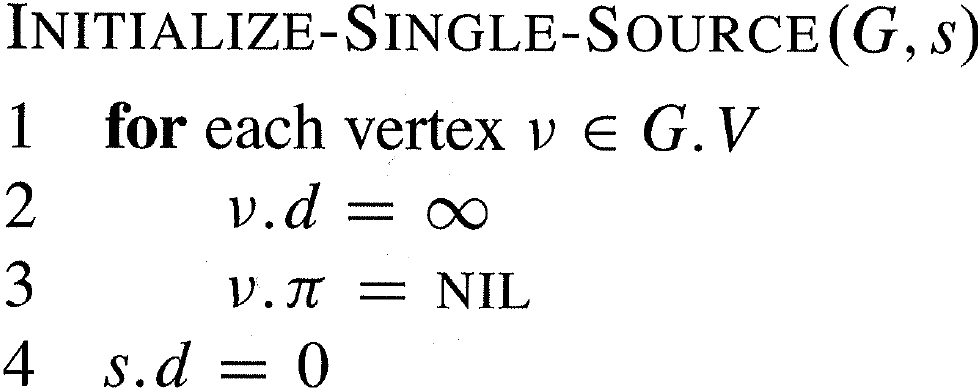 INITIALIZE-SINGLE-SOURCE(G, s)
1 for each vertex v ∈ G.V
2 v.d = ∞
3 v.π = NIL
4 s.d = 0